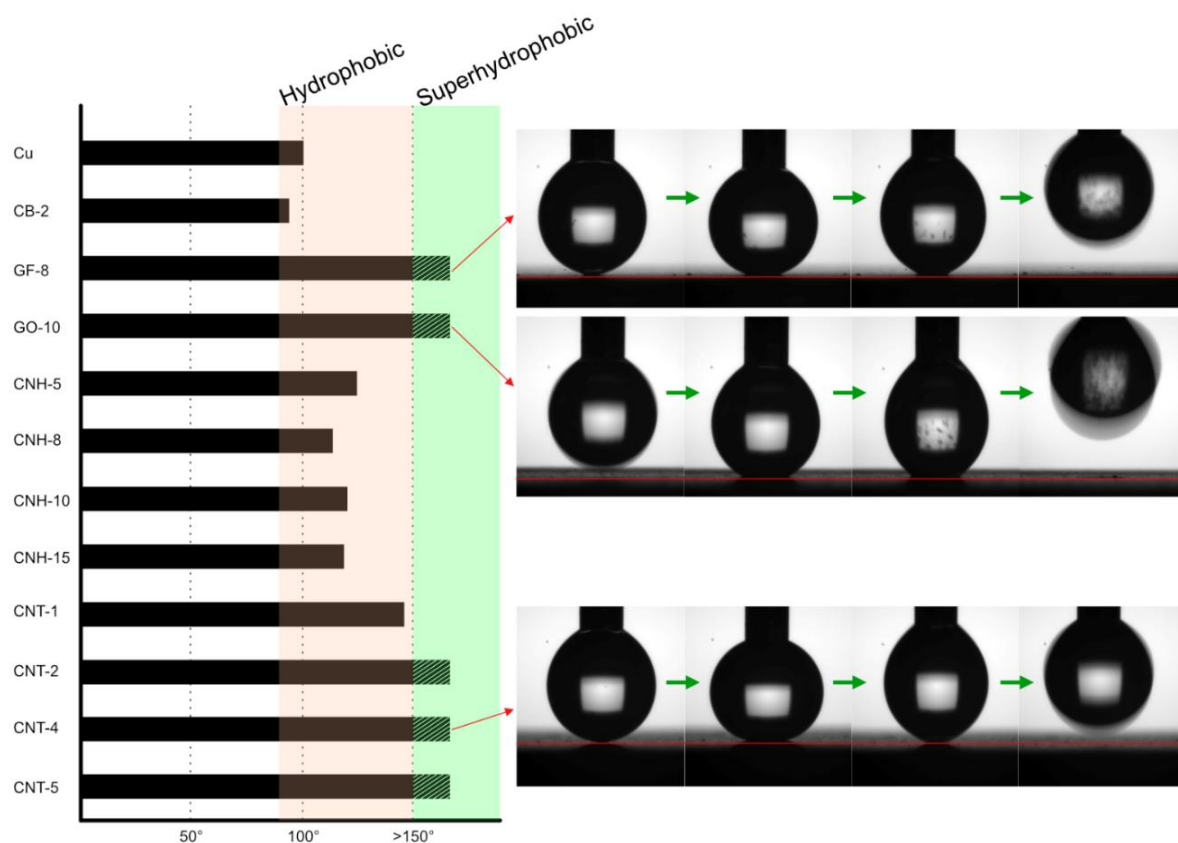 Hydrophobic
Superhydrophobic
Cu
CB-2
GF-8
GO-10
CNH-5
CNH-8
CNH-10
CNH-15
CNT-1
CNT-2
CNT-4
CNT-5
50°
100°
>150°